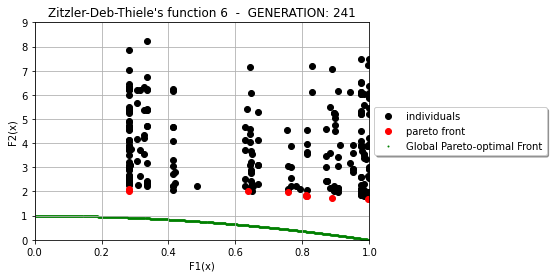 Zitzler-Deb-Thiele's function 6 - GENERATION: 241
F2(x)
9
8
7
6
5
4
3
2
1
0
0.0 0.2 0.4 0.6 0.8 1.0
F1(x)
individuals
pareto front
Global Pareto-optimal Front